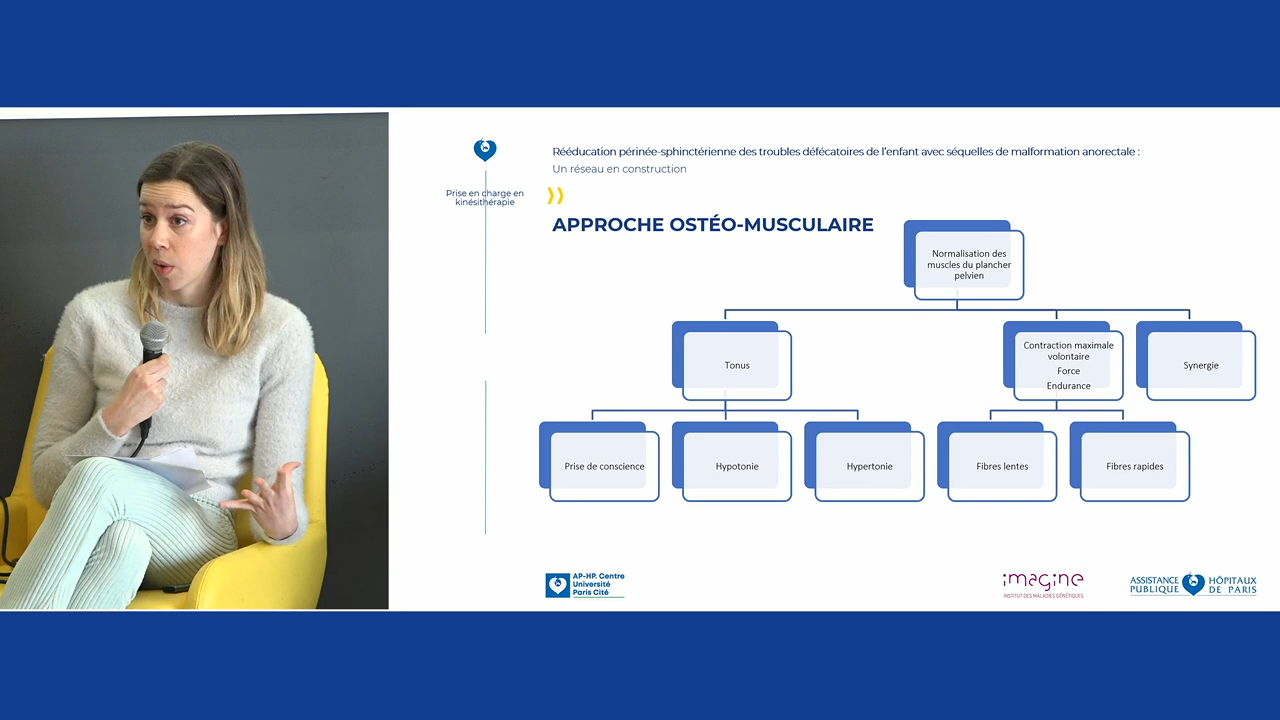 Rééducation périnée-sphinctérienne des troubles défécatoires de l'enfant avec séquelles de malformation anorectale :
Un réseau en construction
Prise en charge en
kinésithérapie
APPROCHE OSTÉO-MUSCULAIRE
Normalisation des
muscles du plancher
pelvien
Tonus
Contraction maximale
volontaire
Force
Endurance
Synergie
Prise de conscience
Hypotonie
Hypertonie
Fibres lentes
Fibres rapides
AP-HP. Centre
Université
Paris Cité
imagine
INSTITUT DES MALADIES GÉNÉTIQUES
ASSISTANCE
PUBLIQUE
HÔPITAUX
DE PARIS